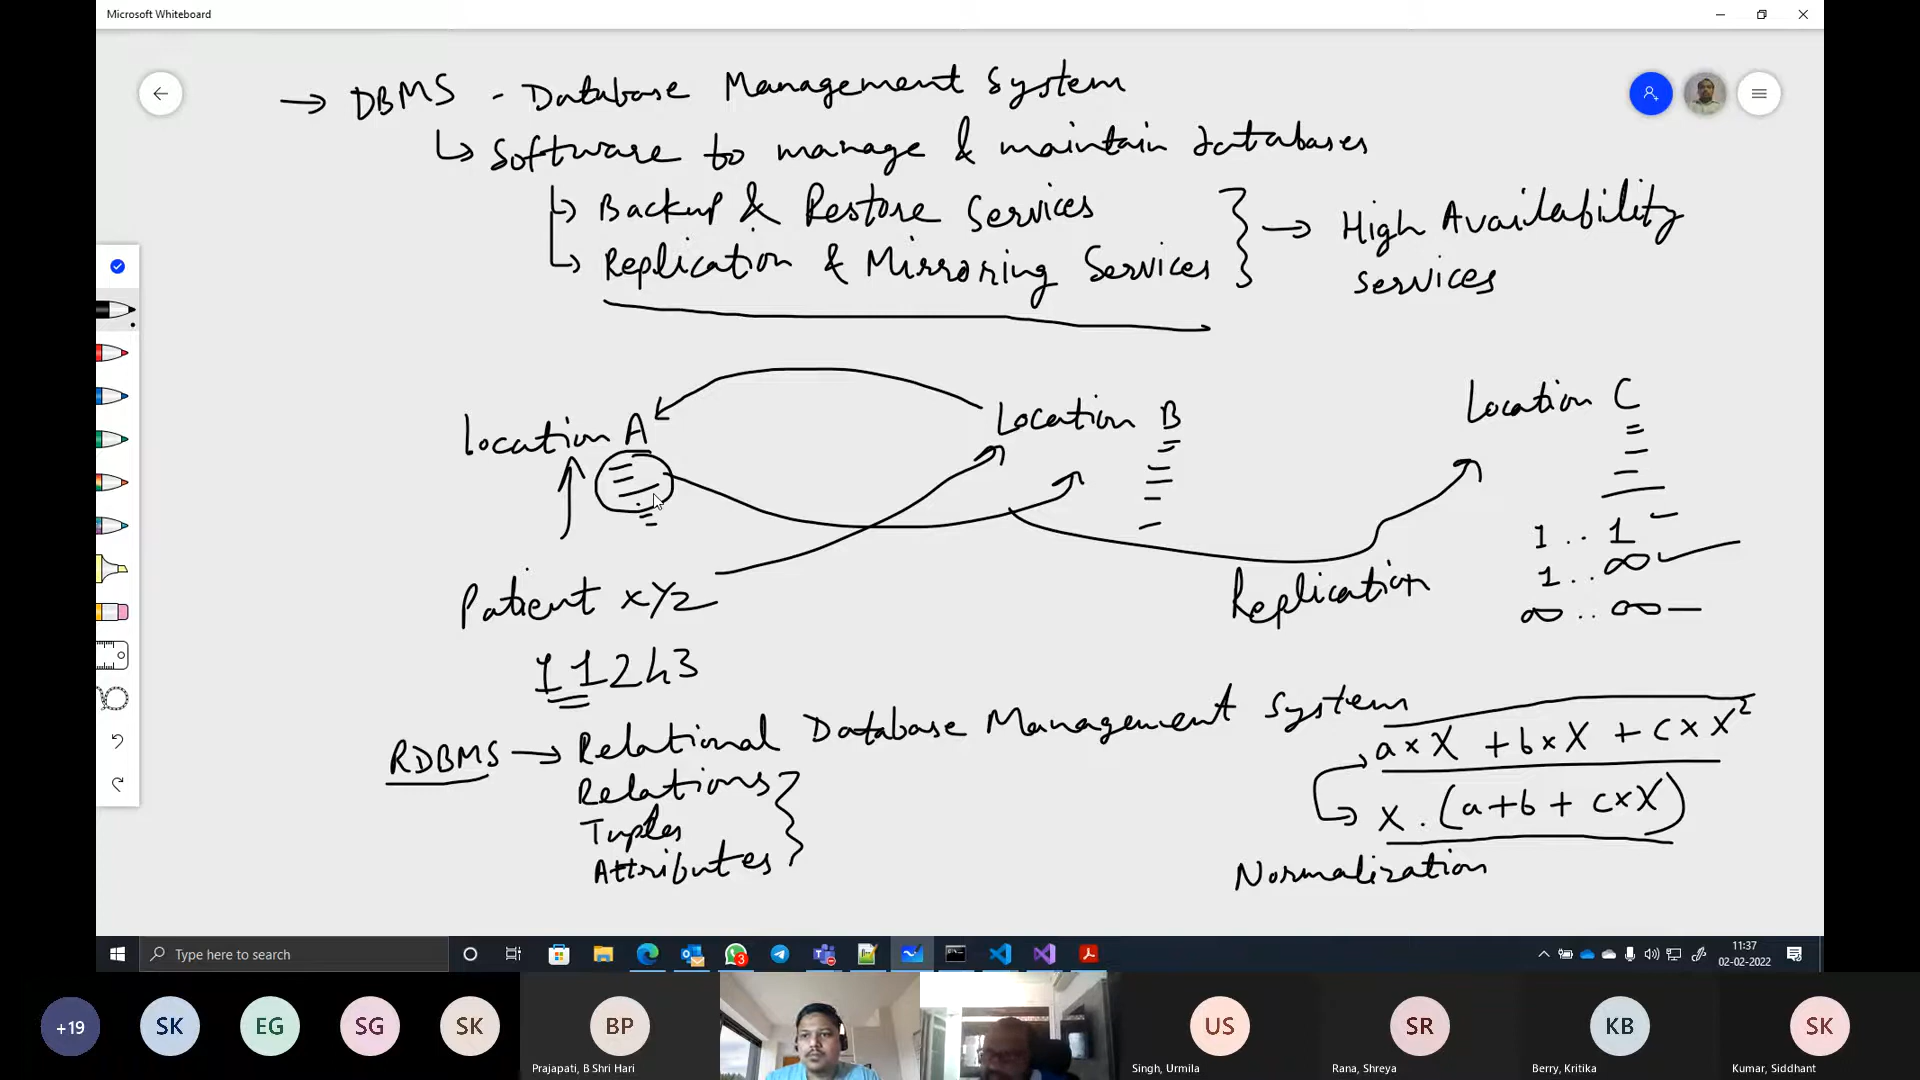 Microsoft Whiteboard
→ DBMS - Database Management System
↳ Software to manage & maintain databases
↳ Backup & Restore Services
↳ Replication & Mirroring Services
} → High Availability
services
Location A
Location B
Location C
1 .. 1
1 .. ∞
∞ .. ∞
Replication
Patient xyz
RDBMS → Relational Database Management System
Relations
Tuples
Attributes
a × X + b × X + c × X²
X . (a + b + c × X)
Normalization
Type here to search
3
11:37
02-02-2022
+19
SK
EG
SG
SK
BP
US
SR
KB
SK
Prajapati, B Shri Hari
Singh, Urmila
Rana, Shreya
Berry, Kritika
Kumar, Siddhant